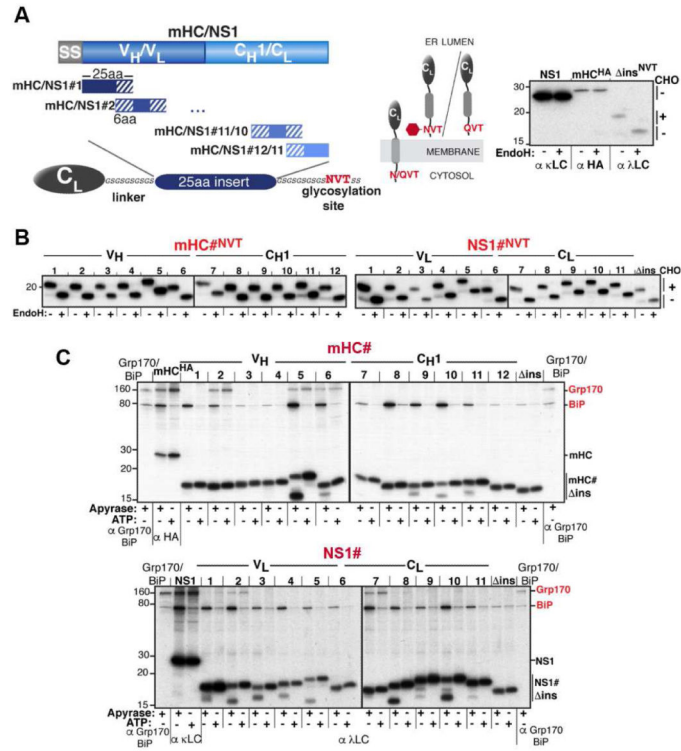 A
mHC/NS1
SS
VH/VL
CH1/CL
25aa
mHC/NS1#1
mHC/NS1#2
6aa
...
mHC/NS1#11/10
mHC/NS1#12/11
CL
GSGSGSGSGS
25aa insert
GSGSGSGS
NVT
SS
linker
glycosylation
site
ER LUMEN
CL
CL
NVT
QVT
CL
MEMBRANE
N/QVT
CYTOSOL
NS1 mHCHA ΔinsNVT
CHO
30 -
20 -
15 -
-
+
-
EndoH: - + - + - +
α κLC α HA α λLC
B
mHC#NVT
NS1#NVT
VH CH1 VL CL
1 2 3 4 5 6 7 8 9 10 11 12
1 2 3 4 5 6 7 8 9 10 11 Δins CHO
20 -
+
-
EndoH: - + - + - + - + - + - + - + - + - + - + - + - +
- + - + - + - + - + - + - + - + - + - + - + - +
C
mHC#
Grp170/
BiP
mHCHA
VH
CH1
Grp170/
BiP
1 2 3 4 5 6 7 8 9 10 11 12 Δins
160
80
30
20
15
Grp170
BiP
mHC
mHC#
Δins
Apyrase:
ATP:
α Grp170
BiP
α HA
α Grp170
BiP
NS1#
Grp170/
BiP
NS1
VL
CL
Grp170/
BiP
1 2 3 4 5 6 7 8 9 10 11 Δins
160
80
30
20
15
Grp170
BiP
NS1
NS1#
Δins
Apyrase:
ATP:
α Grp170
BiP
α κLC
α λLC
α Grp170
BiP